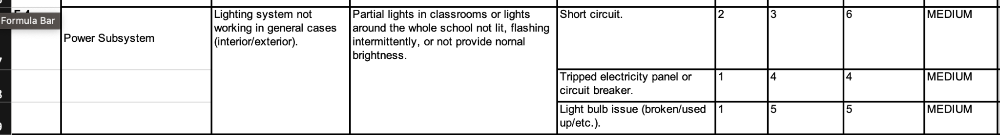 Formula Bar
Power Subsystem
Lighting system not
working in general cases
(interior/exterior).
Partial lights in classrooms or lights
around the whole school not lit, flashing
intermittently, or not provide nornal
brightness.
Short circuit.
2
3
6
MEDIUM
Tripped electricity panel or
circuit breaker.
1
4
4
MEDIUM
Light bulb issue (broken/used
up/etc.).
1
5
5
MEDIUM